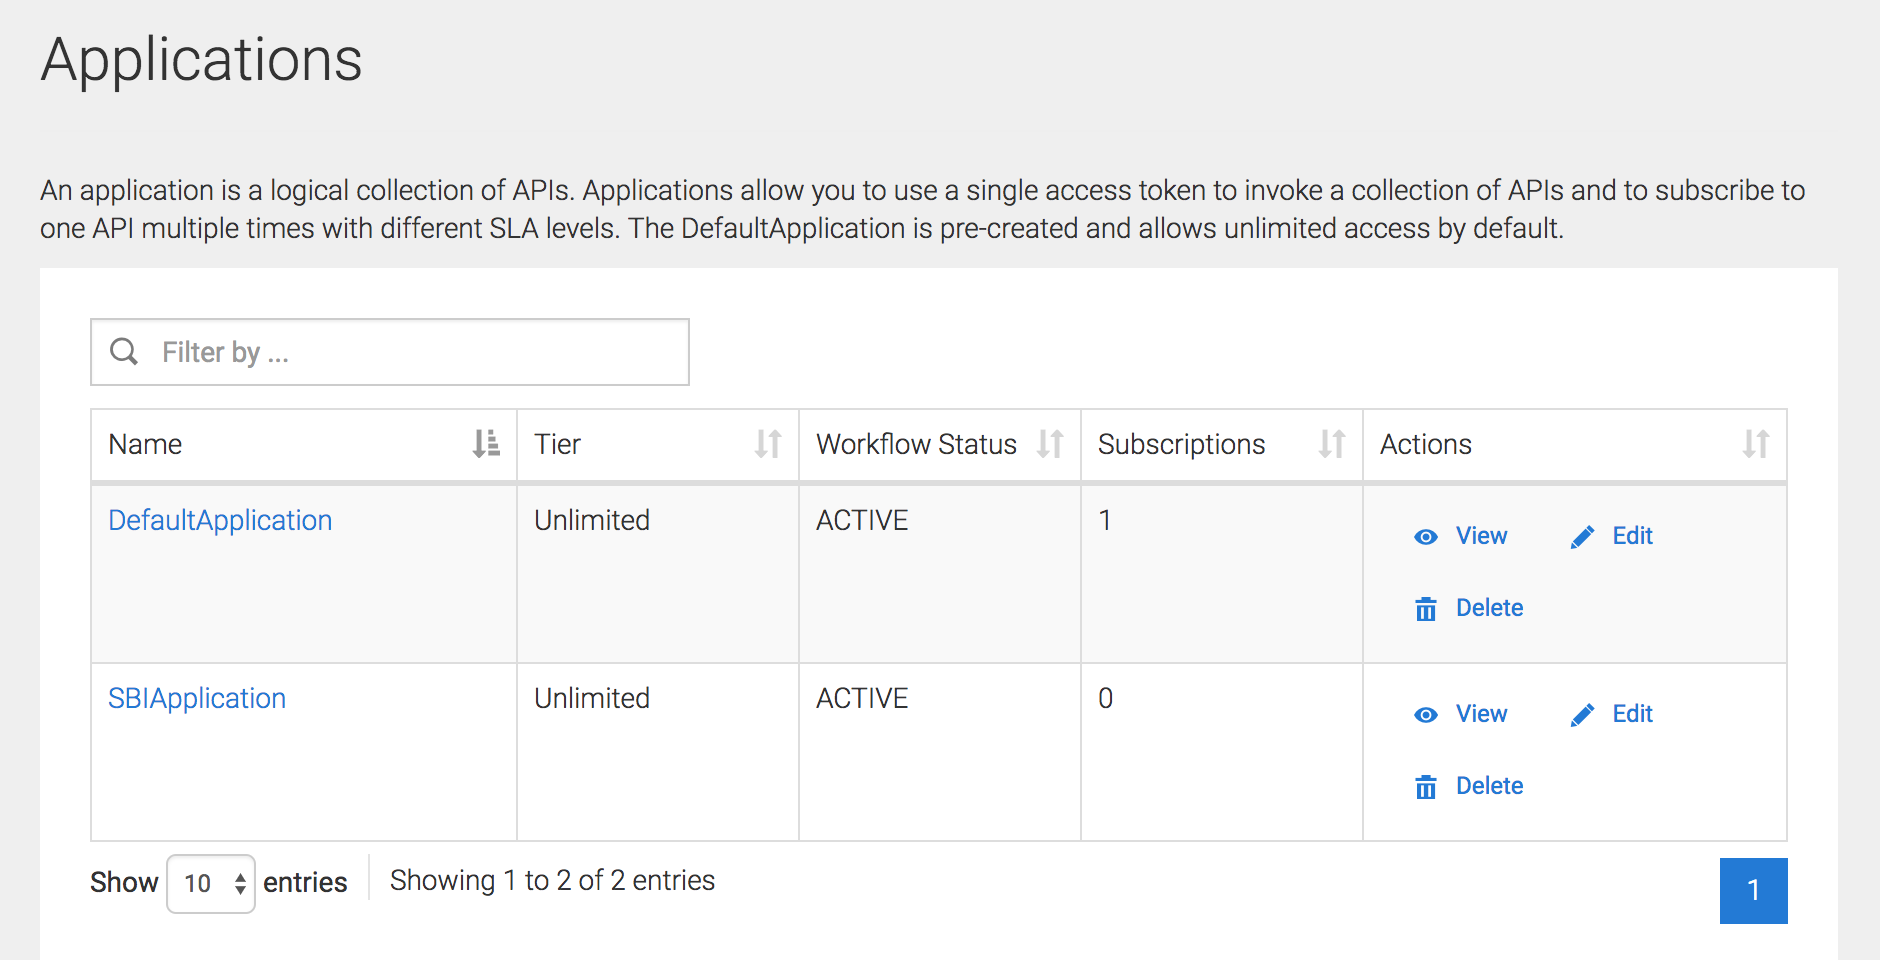 Applications
An application is a logical collection of APIs. Applications allow you to use a single access token to invoke a collection of APIs and to subscribe to
one API multiple times with different SLA levels. The DefaultApplication is pre-created and allows unlimited access by default.
Filter by ...
Name Tier Workflow Status Subscriptions Actions
DefaultApplication Unlimited ACTIVE 1 View Edit
Delete
SBIApplication Unlimited ACTIVE 0 View Edit
Delete
Show 10 entries Showing 1 to 2 of 2 entries 1